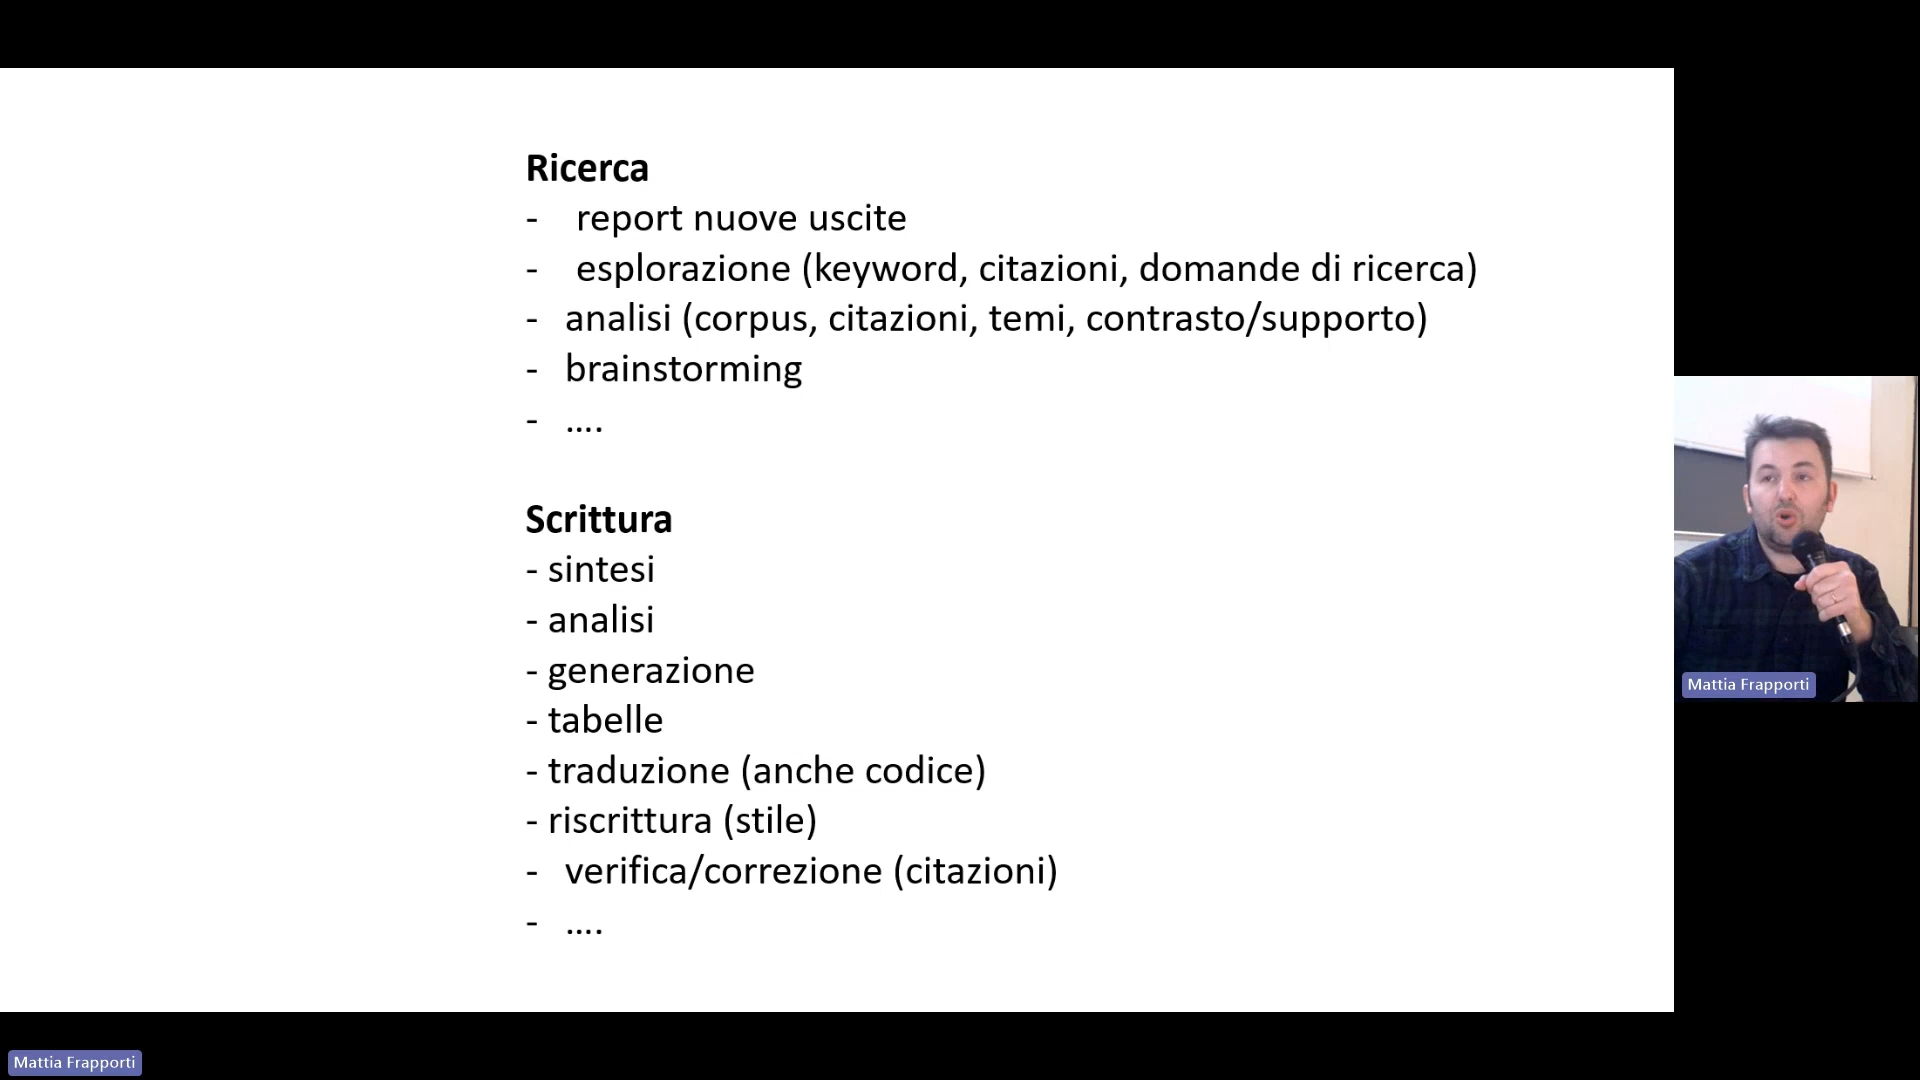 Ricerca
- report nuove uscite
- esplorazione (keyword, citazioni, domande di ricerca)
- analisi (corpus, citazioni, temi, contrasto/supporto)
- brainstorming
- ....
Scrittura
- sintesi
- analisi
- generazione
- tabelle
- traduzione (anche codice)
- riscrittura (stile)
- verifica/correzione (citazioni)
- ....
Mattia Frapporti
Mattia Frapporti